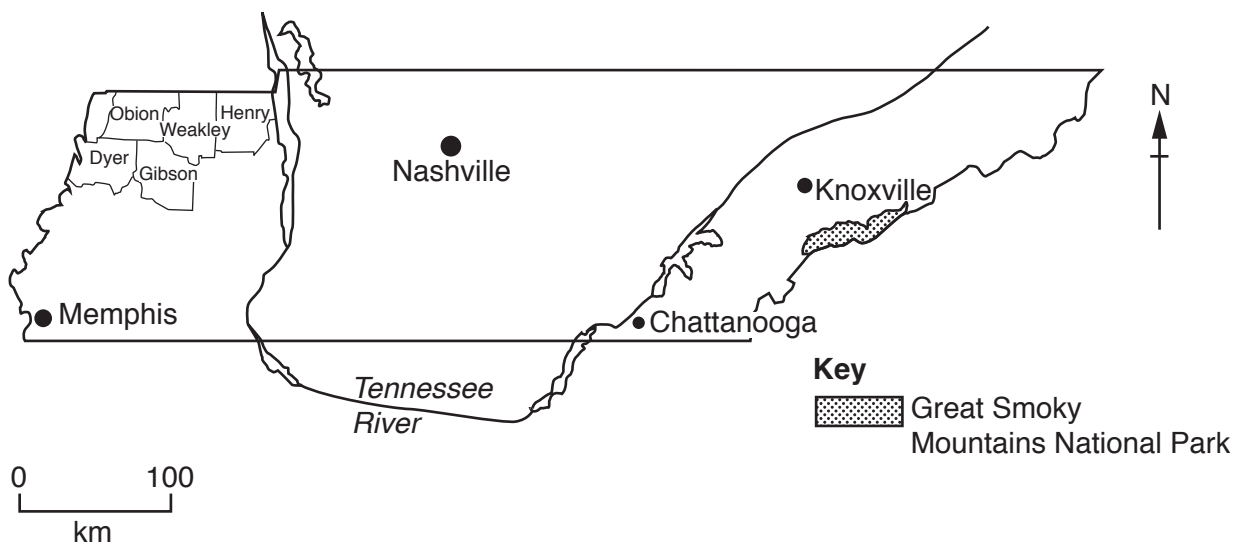 N
Obion
Henry
Weakley
Dyer
Gibson
Nashville
Knoxville
Memphis
Chattanooga
Tennessee
River
Key
Great Smoky
Mountains National Park
0 100
km